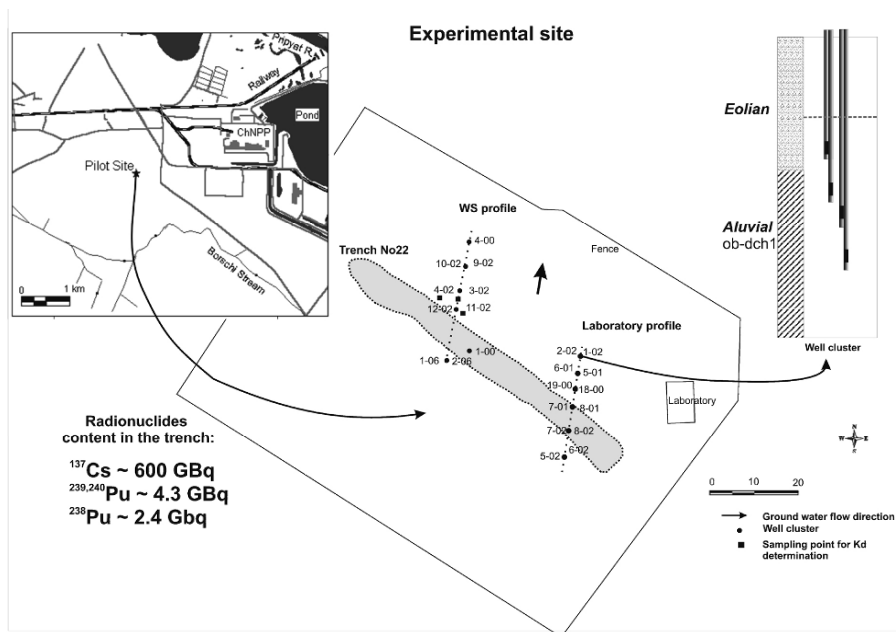 Experimental site
Pripyat R.
Railway
Pond
ChNPP
Pilot Site
Borschi Stream
0 1 km
Eolian
Aluvial
ob-dch1
Well cluster
WS profile
4-00
10-02 9-02
4-02 3-02
12-02 11-02
1-00
1-06 2-06
Trench No22
Fence
Laboratory profile
2-02 1-02
6-01 5-01
19-00 18-00
7-01 8-01
7-02 8-02
5-02 6-02
Laboratory
Radionuclides
content in the trench:
¹³⁷Cs ~ 600 GBq
²³⁹,²⁴⁰Pu ~ 4.3 GBq
²³⁸Pu ~ 2.4 Gbq
N
W E
S
0 10 20
Ground water flow direction
Well cluster
Sampling point for Kd
determination